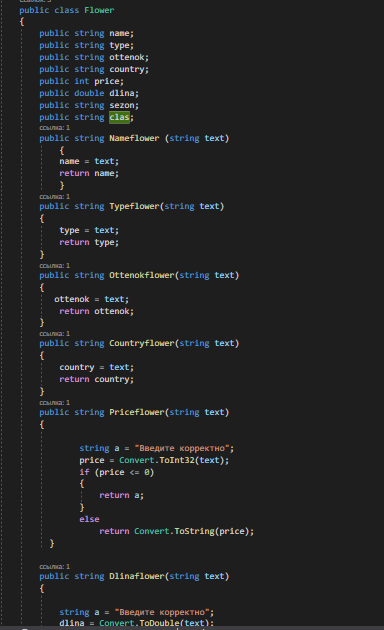 public class Flower
{
public string name;
public string type;
public string ottenok;
public string country;
public int price;
public double dlina;
public string sezon;
public string clas;
ссылка: 1
public string Nameflower (string text)
{
name = text;
return name;
}
ссылка: 1
public string Typeflower(string text)
{
type = text;
return type;
}
ссылка: 1
public string Ottenokflower(string text)
{
ottenok = text;
return ottenok;
}
ссылка: 1
public string Countryflower(string text)
{
country = text;
return country;
}
ссылка: 1
public string Priceflower(string text)
{
string a = "Введите корректно";
price = Convert.ToInt32(text);
if (price <= 0)
{
return a;
}
else
return Convert.ToString(price);
}
ссылка: 1
public string Dlinaflower(string text)
{
string a = "Введите корректно";
dlina = Convert.ToDouble(text);